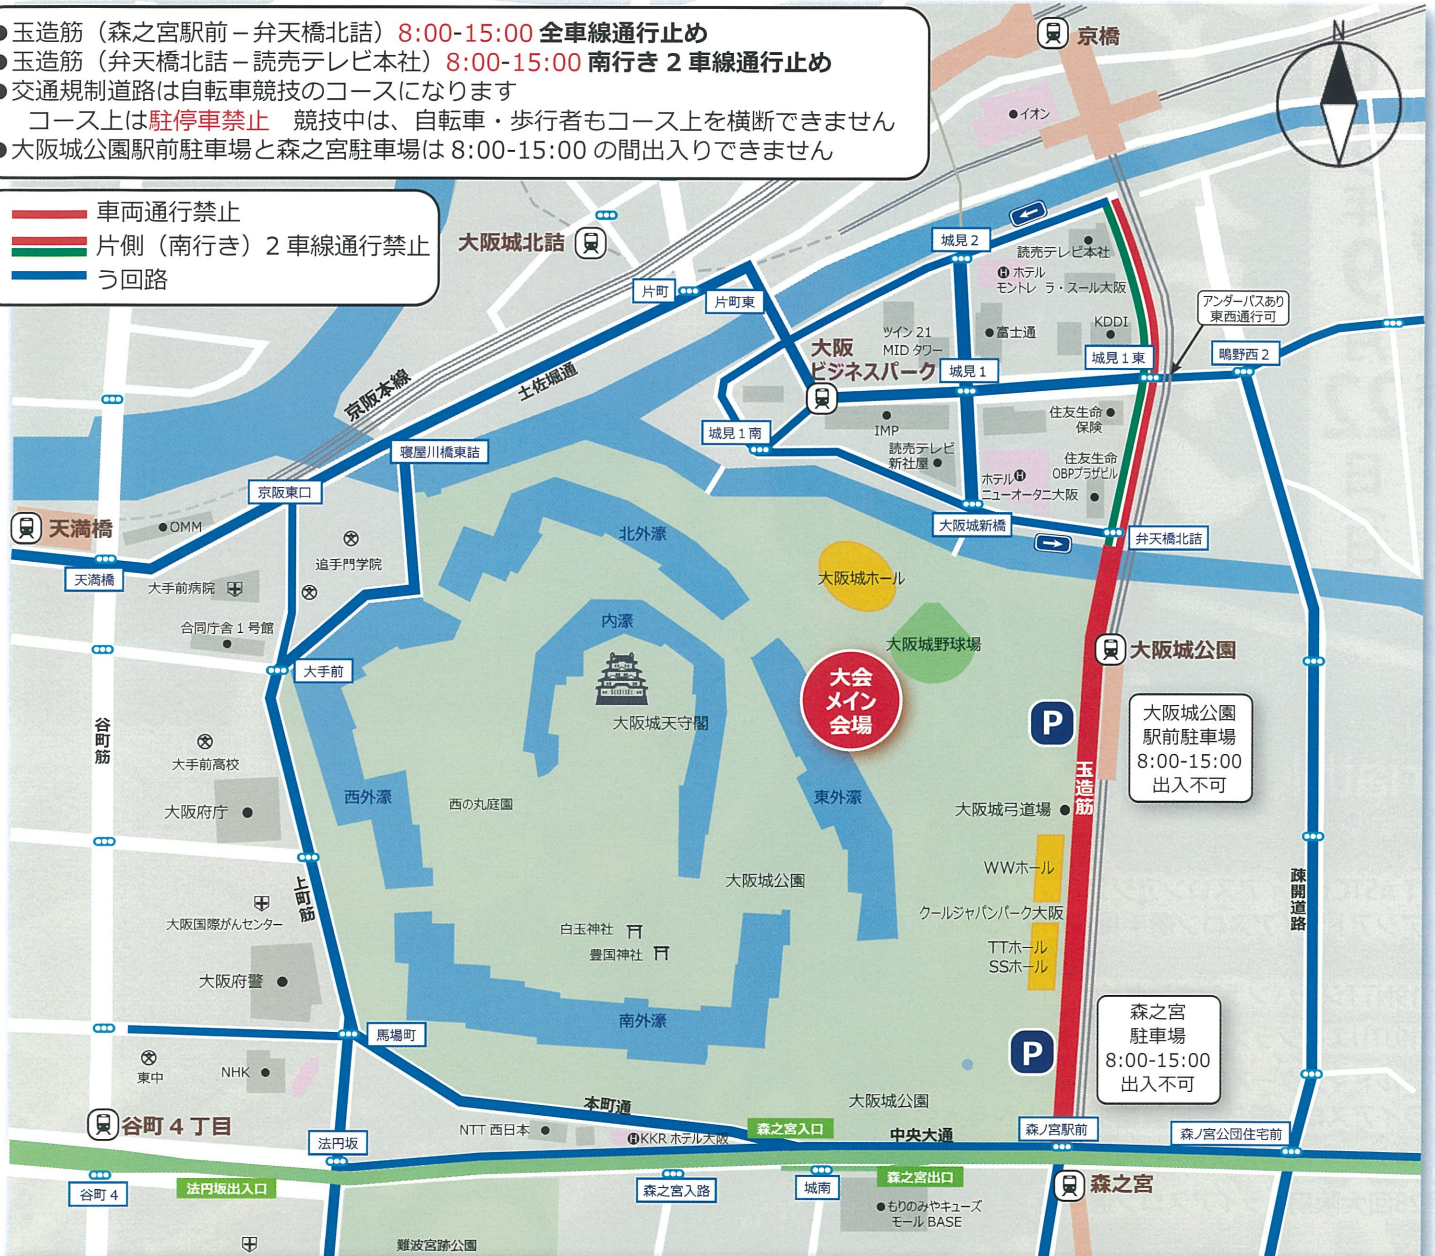 ●玉造筋（森之宮駅前－弁天橋北詰）8:00-15:00 全車線通行止め
●玉造筋（弁天橋北詰－読売テレビ本社）8:00-15:00 南行き２車線通行止め
●交通規制道路は自転車競技のコースになります
コース上は駐停車禁止　競技中は、自転車・歩行者もコース上を横断できません
●大阪城公園駅前駐車場と森之宮駐車場は 8:00-15:00 の間出入りできません
車両通行禁止
片側（南行き）２車線通行禁止
う回路
N
京橋
イオン
大阪城北詰
城見２
読売テレビ本社
ホテル
モントレ ラ・スール大阪
片町
片町東
アンダーパスあり
東西通行可
ツイン 21
MID タワー
富士通
KDDI
大阪
ビジネスパーク
城見１
城見１東
鴫野西２
京阪本線
土佐堀通
城見１南
IMP
住友生命
保険
読売テレビ
新社屋
住友生命
OBPプラザビル
ホテル
ニューオータニ大阪
寝屋川橋東詰
京阪東口
天満橋
OMM
大阪城新橋
弁天橋北詰
北外濠
追手門学院
天満橋
大手前病院
大阪城ホール
合同庁舎１号館
内濠
大阪城野球場
大阪城公園
大手前
大会
メイン
会場
大阪城天守閣
P
大阪城公園
駅前駐車場
8:00-15:00
出入不可
谷町筋
大手前高校
玉造筋
西外濠
西の丸庭園
東外濠
大阪城弓道場
大阪府庁
WWホール
疎開道路
大阪城公園
上町筋
クールジャパンパーク大阪
大阪国際がんセンター
白玉神社
豊国神社
TTホール
SSホール
大阪府警
南外濠
森之宮
駐車場
8:00-15:00
出入不可
馬場町
P
東中
NHK
本町通
大阪城公園
谷町４丁目
NTT 西日本
KKR ホテル大阪
森之宮入口
中央大通
森ノ宮駅前
森ノ宮公団住宅前
法円坂
谷町４
法円坂出入口
森之宮入路
城南
森之宮出口
森之宮
もりのみやキューズ
モール BASE
難波宮跡公園